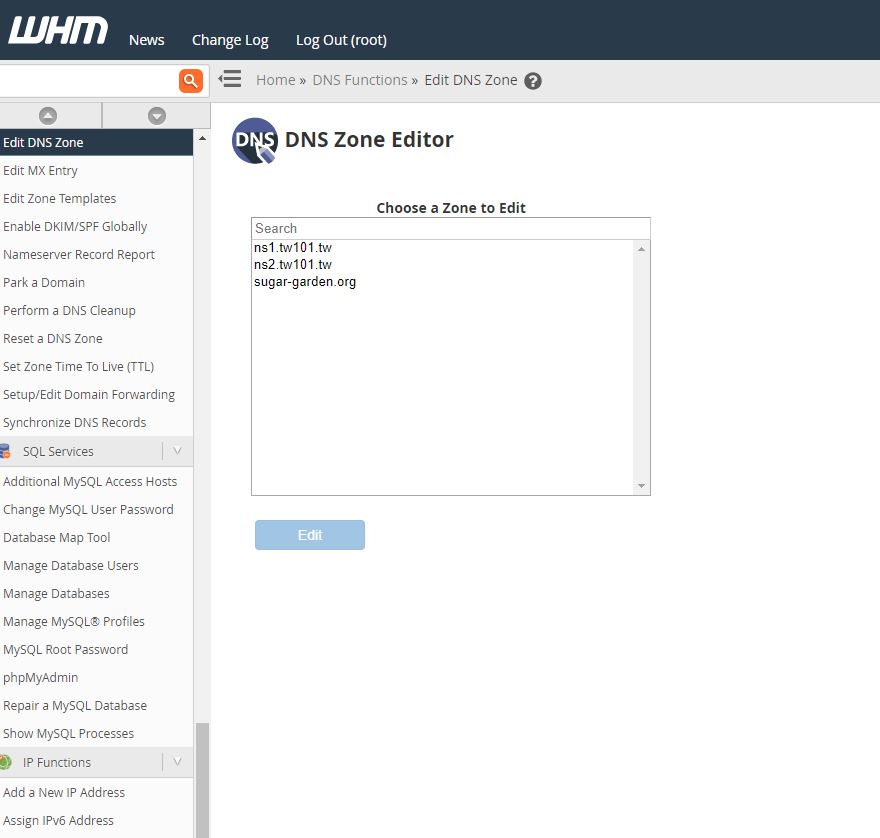 WHM
News Change Log Log Out (root)
Home » DNS Functions » Edit DNS Zone ?
Edit DNS Zone
Edit MX Entry
Edit Zone Templates
Enable DKIM/SPF Globally
Nameserver Record Report
Park a Domain
Perform a DNS Cleanup
Reset a DNS Zone
Set Zone Time To Live (TTL)
Setup/Edit Domain Forwarding
Synchronize DNS Records
SQL Services
Additional MySQL Access Hosts
Change MySQL User Password
Database Map Tool
Manage Database Users
Manage Databases
Manage MySQL® Profiles
MySQL Root Password
phpMyAdmin
Repair a MySQL Database
Show MySQL Processes
IP Functions
Add a New IP Address
Assign IPv6 Address
DNS
DNS Zone Editor
Choose a Zone to Edit
Search
ns1.tw101.tw
ns2.tw101.tw
sugar-garden.org
Edit